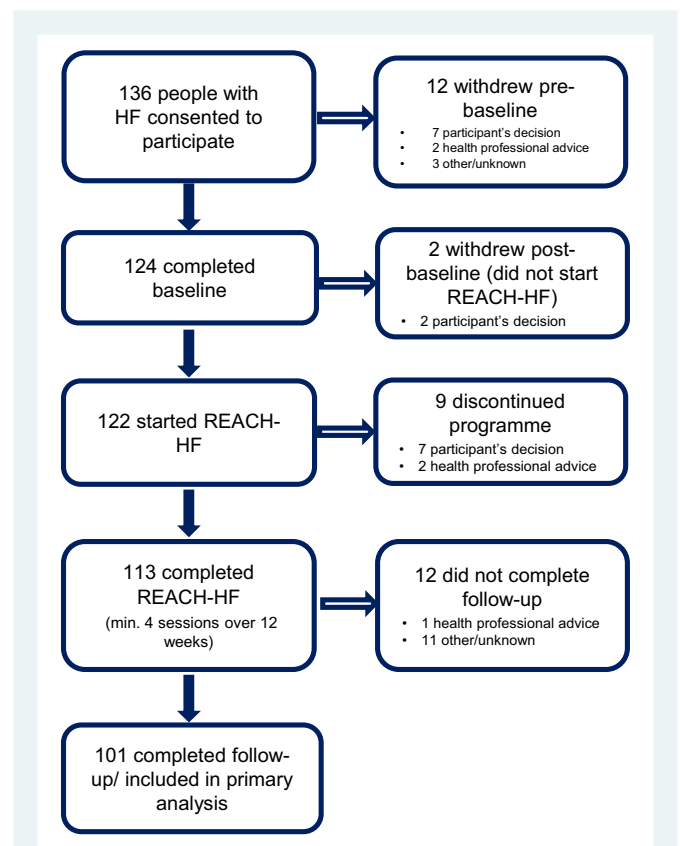 136 people with
HF consented to
participate
12 withdrew pre-
baseline
• 7 participant's decision
• 2 health professional advice
• 3 other/unknown
124 completed
baseline
2 withdrew post-
baseline (did not start
REACH-HF)
• 2 participant's decision
122 started REACH-
HF
9 discontinued
programme
• 7 participant's decision
• 2 health professional advice
113 completed
REACH-HF
(min. 4 sessions over 12
weeks)
12 did not complete
follow-up
• 1 health professional advice
• 11 other/unknown
101 completed follow-
up/ included in primary
analysis